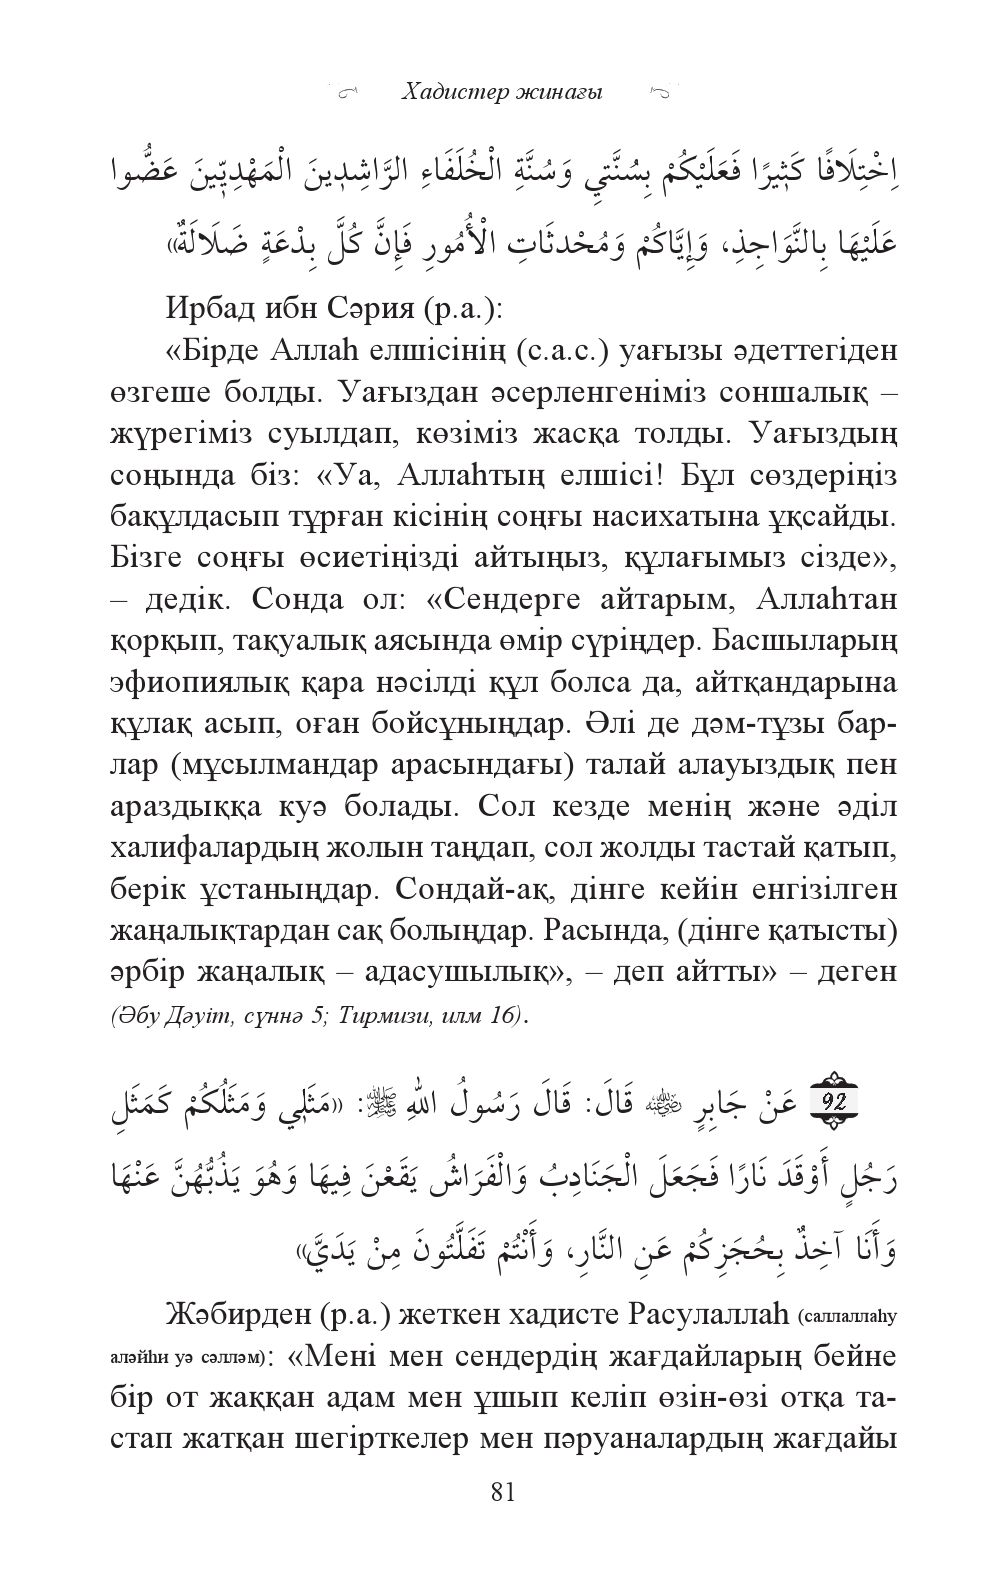 Хадистер жинағы
اِخْتِلَافًا كَثِيرًا فَعَلَيْكُمْ بِسُنَّتِي وَسُنَّةِ الْخُلَفَاءِ الرَّاشِدِينَ الْمَهْدِيِّينَ عَضُّوا
عَلَيْهَا بِالنَّوَاجِذِ، وَإِيَّاكُمْ وَمُحْدثَاتِ الْأُمُورِ فَإِنَّ كُلَّ بِدْعَةٍ ضَلَالَةٌ»
Ирбад ибн Сәрия (р.а.):
«Бірде Аллаһ елшісінің (с.а.с.) уағызы әдеттегіден
өзгеше болды. Уағыздан әсерленгеніміз соншалық –
жүрегіміз суылдап, көзіміз жасқа толды. Уағыздың
соңында біз: «Уа, Аллаһтың елшісі! Бұл сөздеріңіз
бақұлдасып тұрған кісінің соңғы насихатына ұқсайды.
Бізге соңғы өсиетіңізді айтыңыз, құлағымыз сізде»,
– дедік. Сонда ол: «Сендерге айтарым, Аллаһтан
қорқып, тақуалық аясында өмір сүріңдер. Басшыларың
эфиопиялық қара нәсілді құл болса да, айтқандарына
құлақ асып, оған бойсұныңдар. Әлі де дәм-тұзы бар-
лар (мұсылмандар арасындағы) талай алауыздық пен
араздыққа куә болады. Сол кезде менің және әділ
халифалардың жолын таңдап, сол жолды тастай қатып,
берік ұстаныңдар. Сондай-ақ, дінге кейін енгізілген
жаңалықтардан сақ болыңдар. Расында, (дінге қатысты)
әрбір жаңалық – адасушылық», – деп айтты» – деген
(Әбу Дәуіт, сүннә 5; Тирмизи, илм 16).
92 عَنْ جَابِرٍ ﵁ قَالَ: قَالَ رَسُولُ اللهِ ﷺ: «مَثَلِي وَمَثَلُكُمْ كَمَثَلِ
رَجُلٍ أَوْقَدَ نَارًا فَجَعَلَ الْجَنَادِبُ وَالْفَرَاشُ يَقَعْنَ فِيهَا وَهُوَ يَذُبُّهُنَّ عَنْهَا
وَأَنَا آخِذٌ بِحُجَزِكُمْ عَنِ النَّارِ، وَأَنْتُمْ تَفَلَّتُونَ مِنْ يَدَيَّ»
Жәбирден (р.а.) жеткен хадисте Расулаллаһ (саллаллаһу
аләйһи уә сәлләм): «Мені мен сендердің жағдайларың бейне
бір от жаққан адам мен ұшып келіп өзін-өзі отқа та-
стап жатқан шегірткелер мен пәруаналардың жағдайы
81